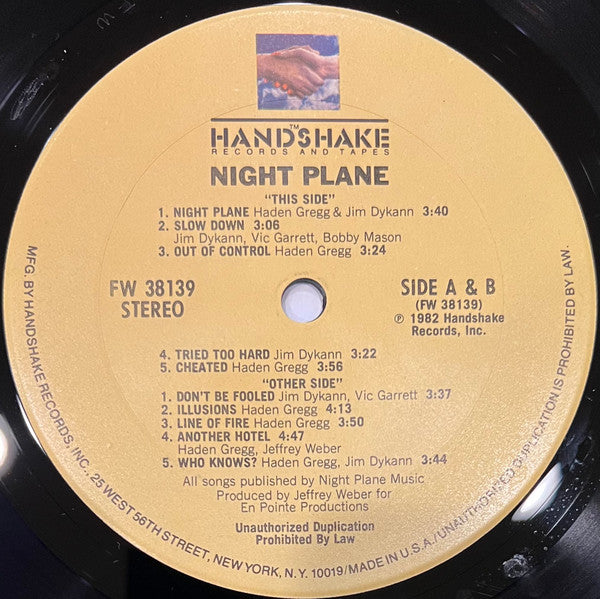 E W
HANDSHAKE
TM
RECORDS AND TAPES
NIGHT PLANE
"THIS SIDE"
1. NIGHT PLANE Haden Gregg & Jim Dykann 3:40
2. SLOW DOWN 3:06
Jim Dykann, Vic Garrett, Bobby Mason
3. OUT OF CONTROL Haden Gregg 3:24
FW 38139
STEREO
SIDE A & B
(FW 38139)
℗ 1982 Handshake
Records, Inc.
4. TRIED TOO HARD Jim Dykann 3:22
5. CHEATED Haden Gregg 3:56
"OTHER SIDE"
1. DON'T BE FOOLED Jim Dykann, Vic Garrett 3:37
2. ILLUSIONS Haden Gregg 4:13
3. LINE OF FIRE Haden Gregg 3:50
4. ANOTHER HOTEL 4:47
Haden Gregg, Jeffrey Weber
5. WHO KNOWS? Haden Gregg, Jim Dykann 3:44
All songs published by Night Plane Music
Produced by Jeffrey Weber for
En Pointe Productions
Unauthorized Duplication
Prohibited By Law
MFG. BY HANDSHAKE RECORDS, INC. 25 WEST 56TH STREET, NEW YORK, N.Y. 10019/MADE IN U.S.A./UNAUTHORIZED DUPLICATION IS PROHIBITED BY LAW.